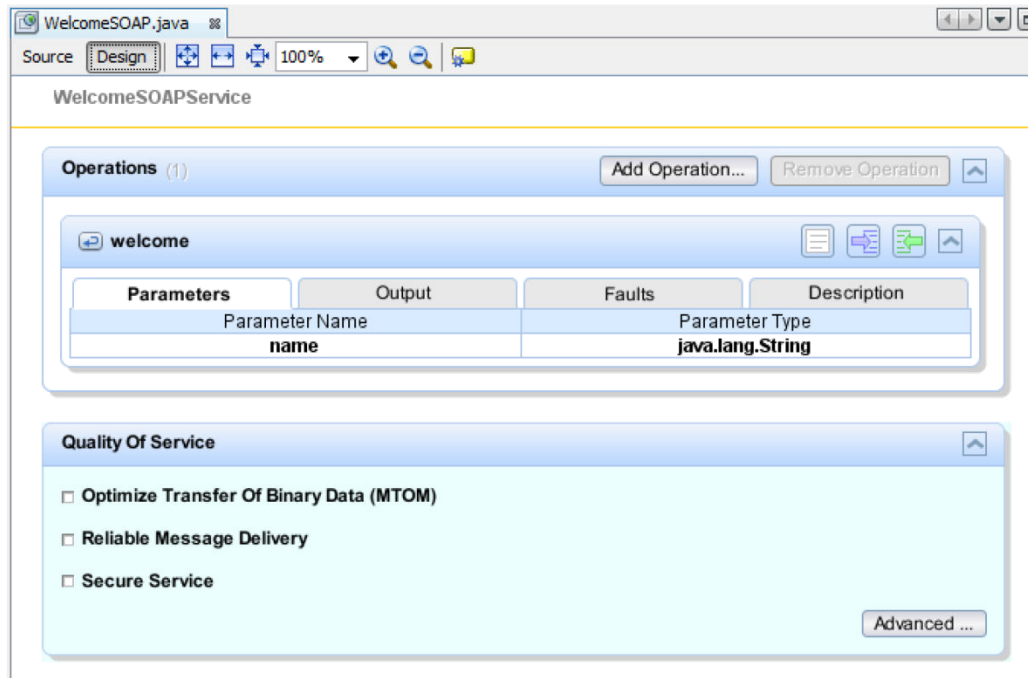 WelcomeSOAP.java
Source Design 100%
WelcomeSOAPService
Operations (1) Add Operation... Remove Operation
welcome
Parameters Output Faults Description
Parameter Name Parameter Type
name java.lang.String
Quality Of Service
Optimize Transfer Of Binary Data (MTOM)
Reliable Message Delivery
Secure Service
Advanced ...